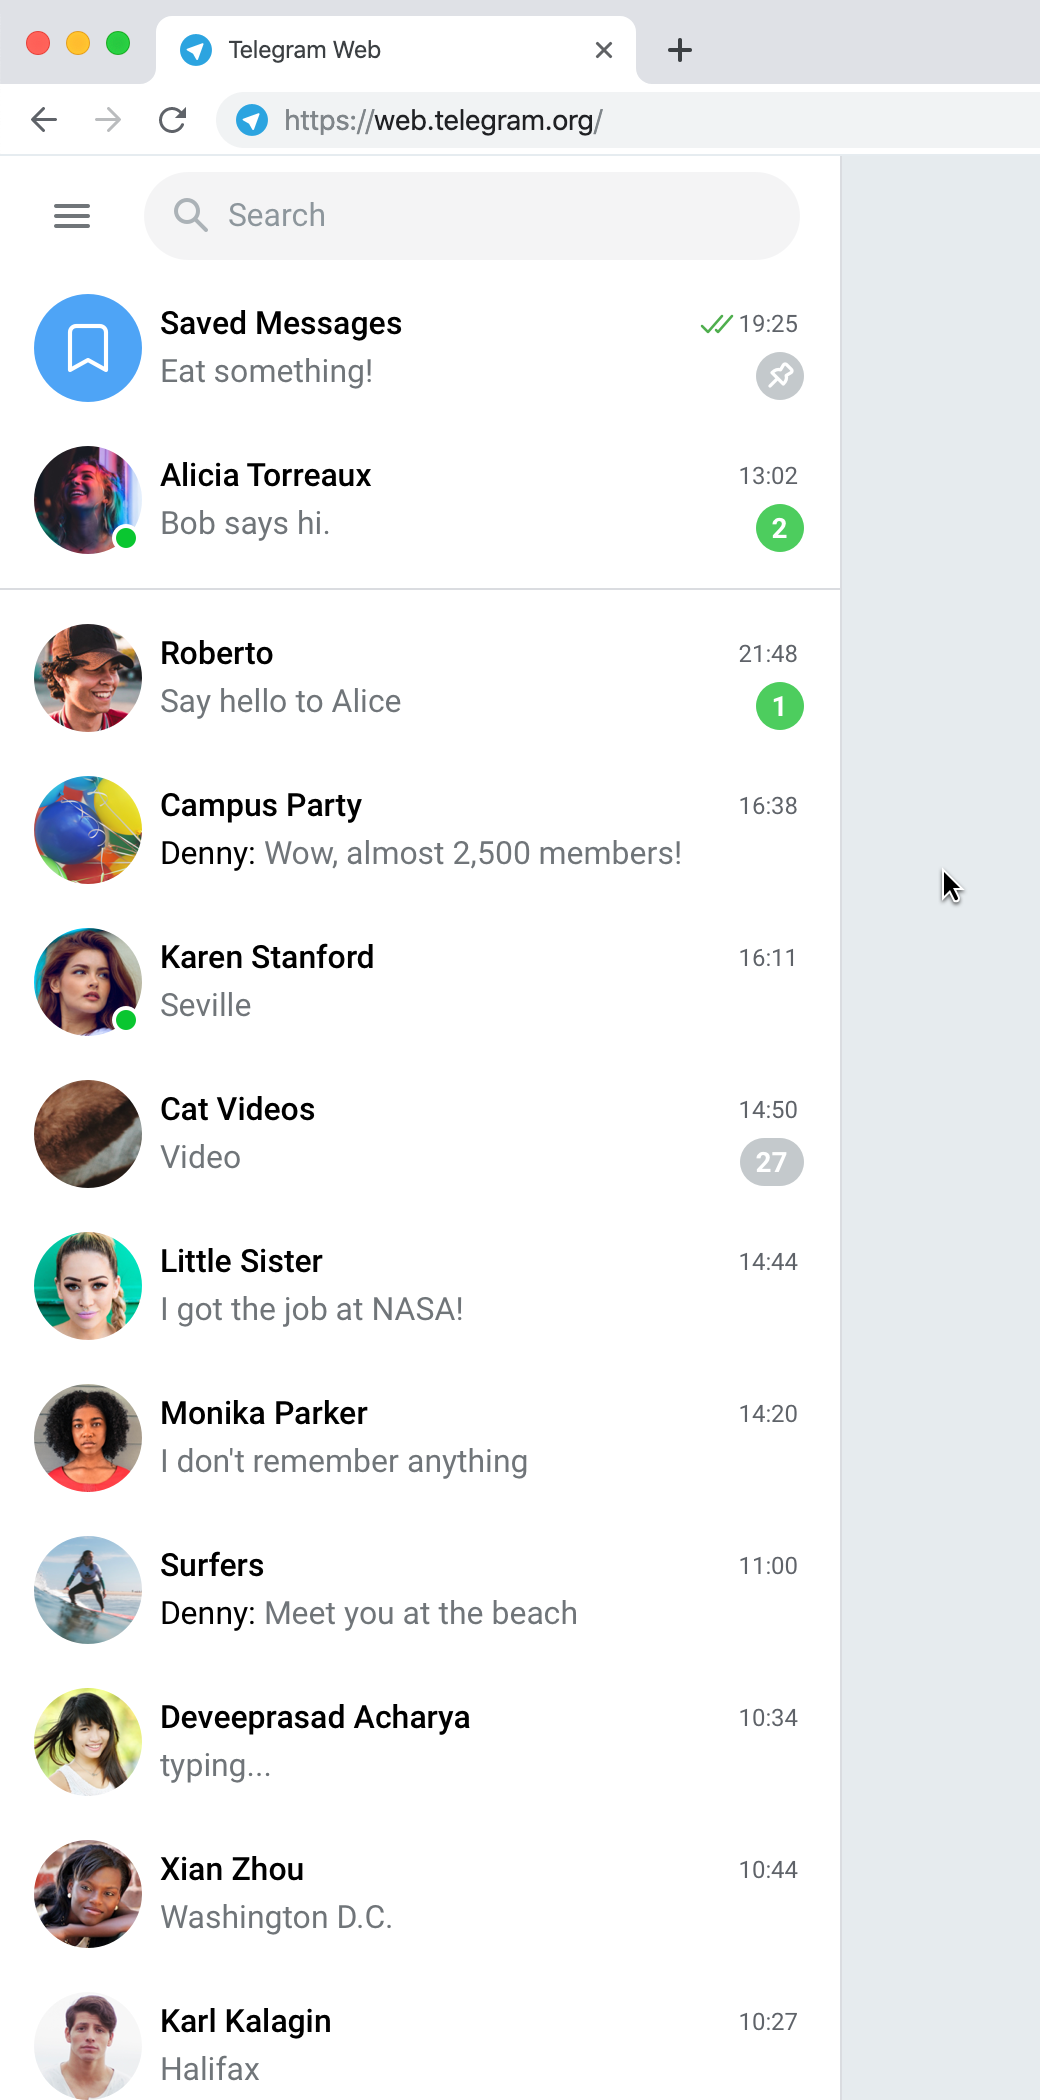 Telegram Web
https://web.telegram.org/
Search
Saved Messages 19:25
Eat something!
Alicia Torreaux 13:02
Bob says hi. 2
Roberto 21:48
Say hello to Alice 1
Campus Party 16:38
Denny: Wow, almost 2,500 members!
Karen Stanford 16:11
Seville
Cat Videos 14:50
Video 27
Little Sister 14:44
I got the job at NASA!
Monika Parker 14:20
I don't remember anything
Surfers 11:00
Denny: Meet you at the beach
Deveeprasad Acharya 10:34
typing...
Xian Zhou 10:44
Washington D.C.
Karl Kalagin 10:27
Halifax